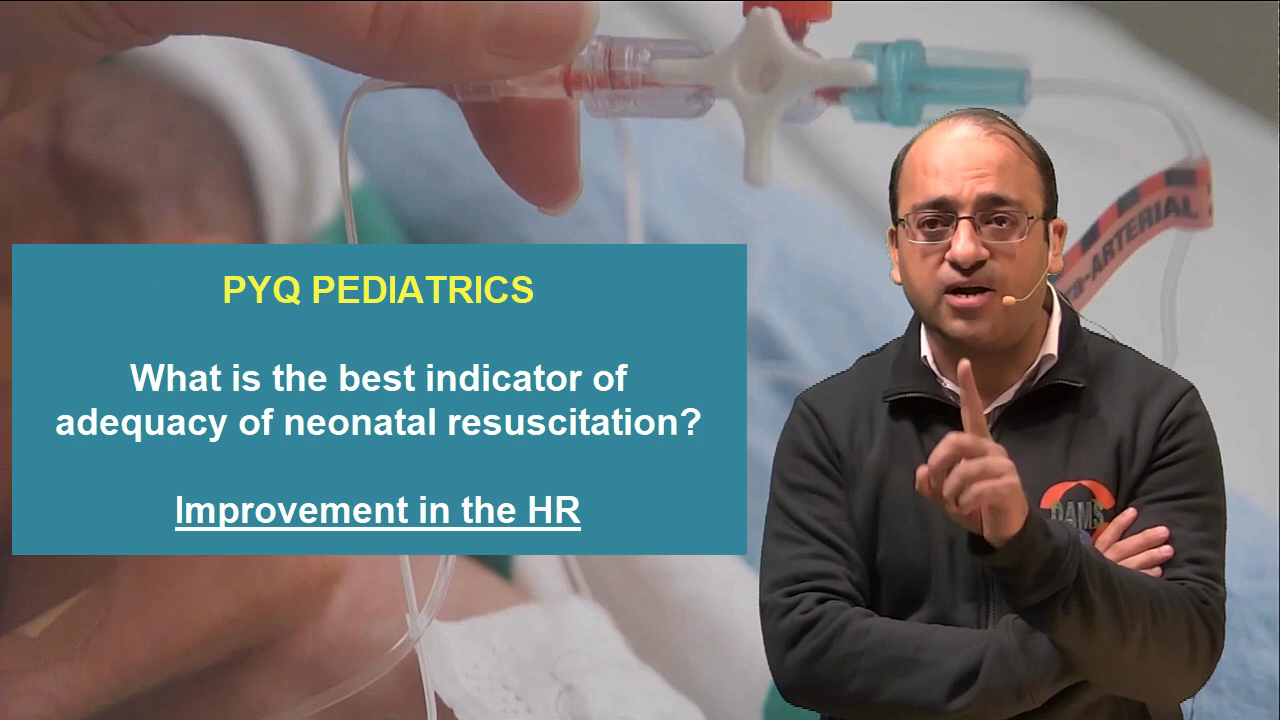 PYQ PEDIATRICS
What is the best indicator of
adequacy of neonatal resuscitation?
Improvement in the HR
ARTERIAL
DAMS